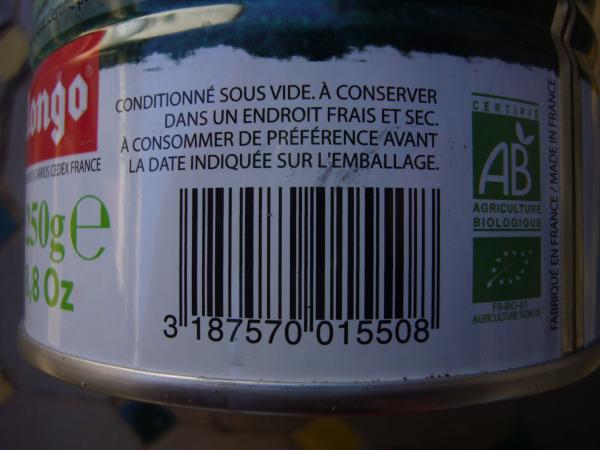 longo
CARROS CEDEX FRANCE
250g e
8,8 Oz
CONDITIONNÉ SOUS VIDE. À CONSERVER
DANS UN ENDROIT FRAIS ET SEC.
À CONSOMMER DE PRÉFÉRENCE AVANT
LA DATE INDIQUÉE SUR L'EMBALLAGE.
3 187570 015508
CERTIFIÉ
AB
AGRICULTURE
BIOLOGIQUE
FR-BIO-01
AGRICULTURE NON UE
FABRIQUÉ EN FRANCE / MADE IN FRANCE